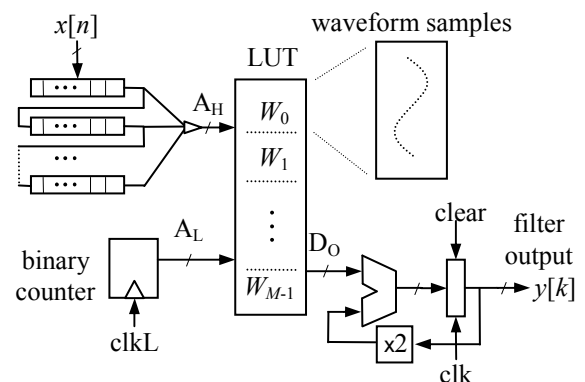 x[n]
waveform samples
LUT
A_H
W_0
W_1
A_L
D_O
clear
filter
output
binary
counter
W_{M-1}
y[k]
x2
clkL
clk